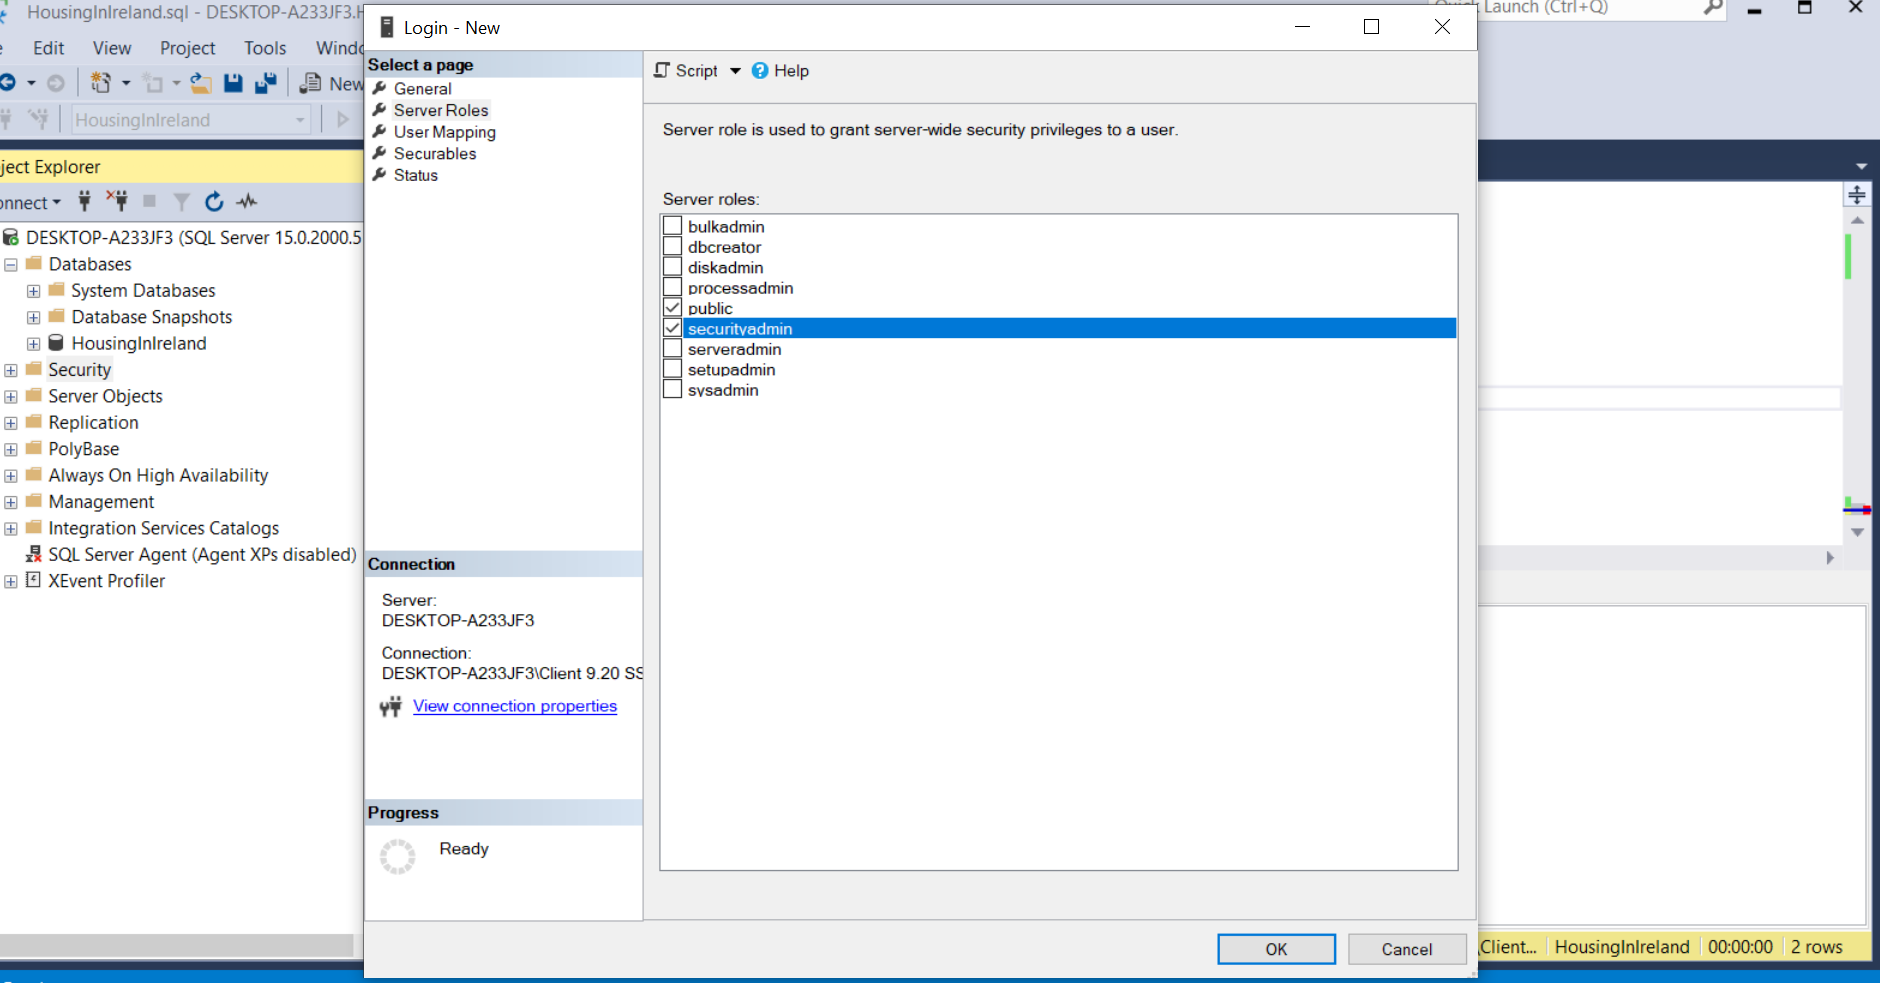 HousingInIreland.sql - DESKTOP-A233JF3.H
Quick Launch (Ctrl+Q)
Login - New
Edit View Project Tools Windo
New
HousingInIreland
Select a page
General
Server Roles
User Mapping
Securables
Status
Script Help
Server role is used to grant server-wide security privileges to a user.
Server roles:
bulkadmin
dbcreator
diskadmin
processadmin
public
securityadmin
serveradmin
setupadmin
sysadmin
ject Explorer
onnect
DESKTOP-A233JF3 (SQL Server 15.0.2000.5
Databases
System Databases
Database Snapshots
HousingInIreland
Security
Server Objects
Replication
PolyBase
Always On High Availability
Management
Integration Services Catalogs
SQL Server Agent (Agent XPs disabled)
XEvent Profiler
Connection
Server:
DESKTOP-A233JF3
Connection:
DESKTOP-A233JF3\Client 9.20 SS
View connection properties
Progress
Ready
OK Cancel
\Client... HousingInIreland 00:00:00 2 rows